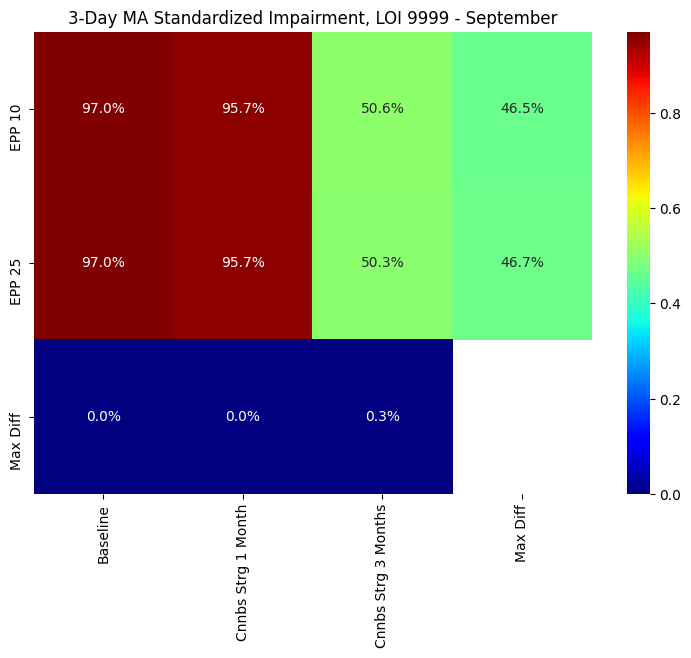 3-Day MA Standardized Impairment, LOI 9999 - September
EPP 10
97.0%
95.7%
50.6%
46.5%
EPP 25
97.0%
95.7%
50.3%
46.7%
Max Diff
0.0%
0.0%
0.3%
Baseline
Cnnbs Strg 1 Month
Cnnbs Strg 3 Months
Max Diff
0.8
0.6
0.4
0.2
0.0